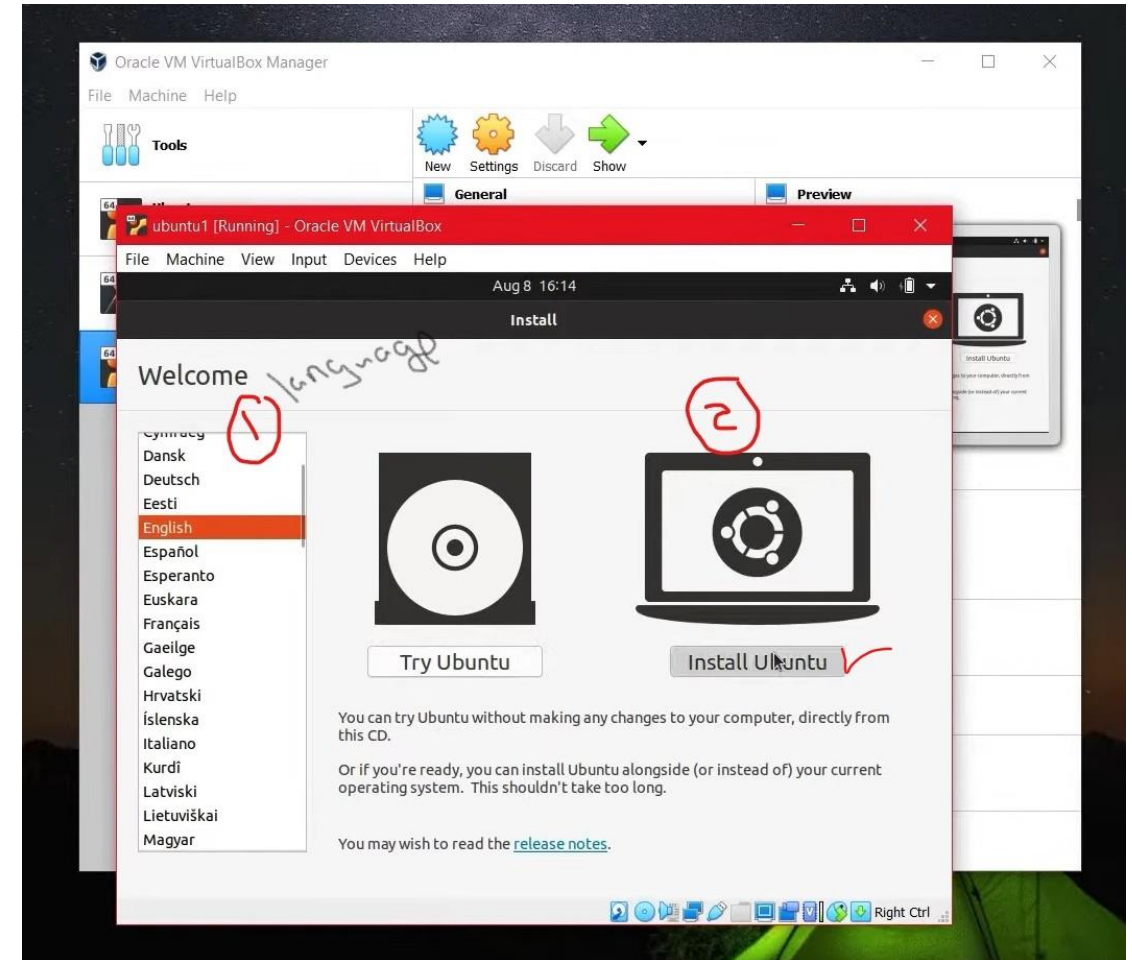 Oracle VM VirtualBox Manager
File Machine Help
Tools
New Settings Discard Show
General
Preview
64
ubuntu1 [Running] - Oracle VM VirtualBox
File Machine View Input Devices Help
64
Aug 8 16:14
Install
64
Welcome
language
1
2
Dansk
Deutsch
Eesti
English
Español
Esperanto
Euskara
Français
Gaeilge
Galego
Hrvatski
Íslenska
Italiano
Kurdî
Latviski
Lietuviškai
Magyar
Try Ubuntu
Install Ubuntu
You can try Ubuntu without making any changes to your computer, directly from
this CD.
Or if you're ready, you can install Ubuntu alongside (or instead of) your current
operating system. This shouldn't take too long.
You may wish to read the release notes.
Install Ubuntu
Right Ctrl